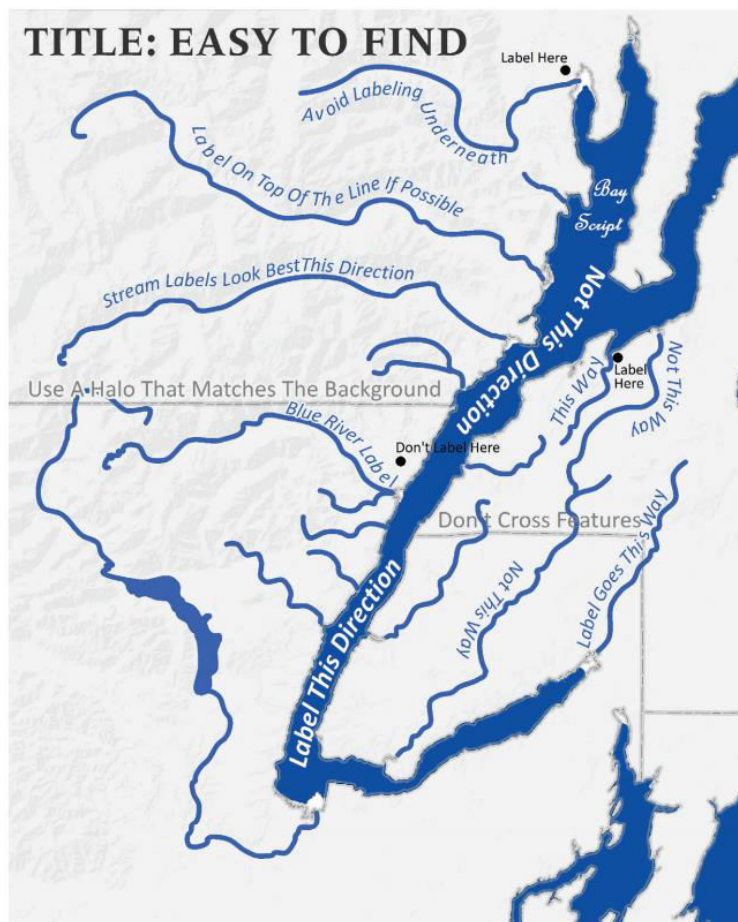 TITLE: EASY TO FIND
Label Here
Avoid Labeling
Underneath
Label On Top Of The Line If Possible
Bay
Script
Stream Labels Look Best This Direction
Not This Direction
This Way
Label
Here
Not This Way
Use A Halo That Matches The Background
Blue River Label
Don't Label Here
Don't Cross Features
Not This Way
Label Goes This Way
Label This Direction